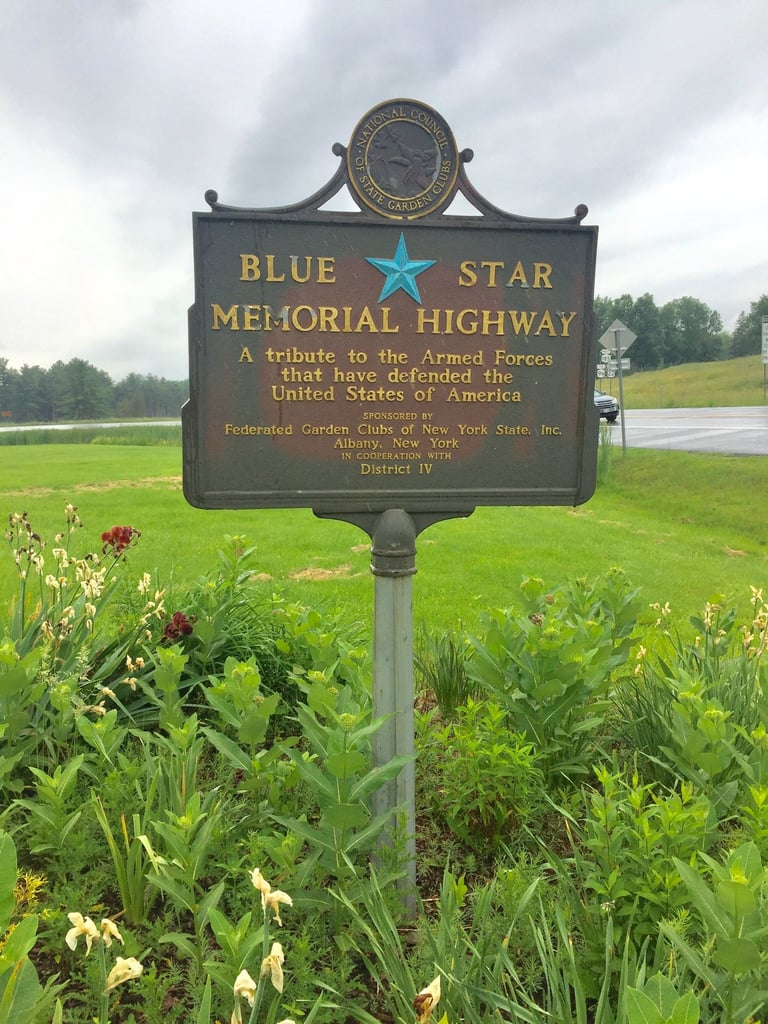 NATIONAL COUNCIL
OF STATE GARDEN CLUBS
BLUE STAR
MEMORIAL HIGHWAY
A tribute to the Armed Forces
that have defended the
United States of America
SPONSORED BY
Federated Garden Clubs of New York State, Inc.
Albany, New York
IN COOPERATION WITH
District IV